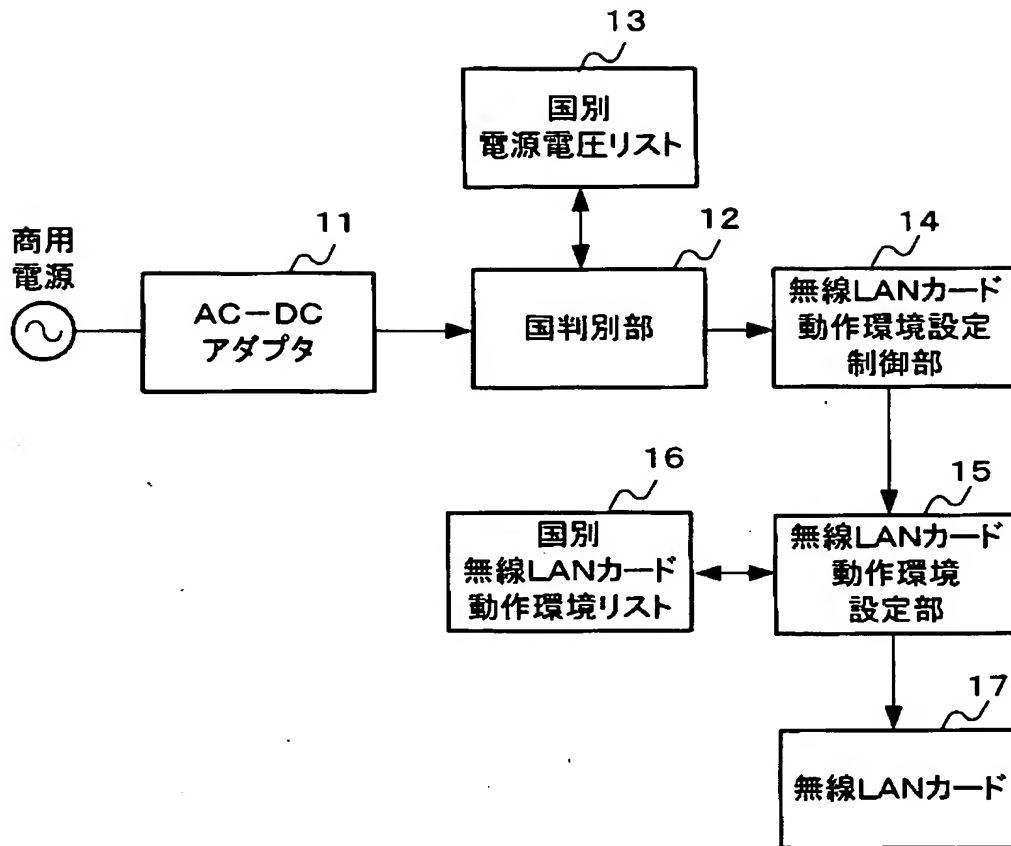 13
国別
電源電圧リスト
商用
電源
11
AC−DC
アダプタ
12
国判別部
14
無線LANカード
動作環境設定
制御部
16
国別
無線LANカード
動作環境リスト
15
無線LANカード
動作環境
設定部
17
無線LANカード